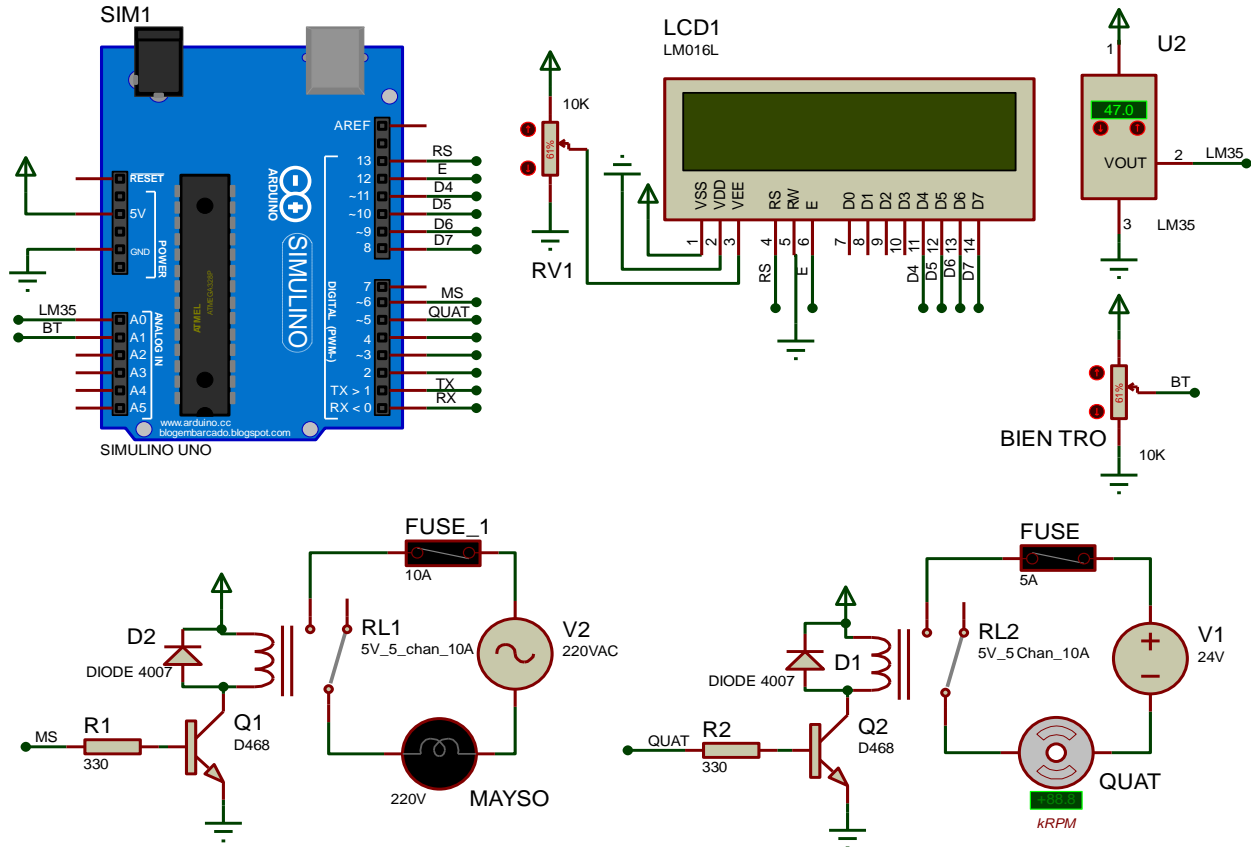 SIM1
AREF
13 RS
12 E
~11 D4
~10 D5
~9 D6
8 D7
7
~6 MS
~5 QUAT
4
~3
2
TX > 1 TX
RX < 0 RX
RESET
5V
GND
POWER
LM35 A0
BT A1
A2
A3
A4
A5
ANALOG IN
ATMEL
ATMEGA328P
ARDUINO
SIMULINO
DIGITAL (PWM~)
www.arduino.cc
blogembarcado.blogspot.com
SIMULINO UNO
10K
61%
RV1
LCD1
LM016L
VSS
VDD
VEE
RS
RW
E
D0
D1
D2
D3
D4
D5
D6
D7
1
2
3
4
5
6
7
8
9
10
11
12
13
14
RS
E
D4
D5
D6
D7
U2
1
47.0
VOUT
2
LM35
3
LM35
61%
BT
BIEN TRO
10K
FUSE_1
10A
D2
DIODE 4007
RL1
5V_5_chan_10A
V2
220VAC
MS
R1
330
Q1
D468
220V
MAYSO
FUSE
5A
D1
DIODE 4007
RL2
5V_5 Chan_10A
V1
24V
QUAT
R2
330
Q2
D468
QUAT
+88.8
kRPM